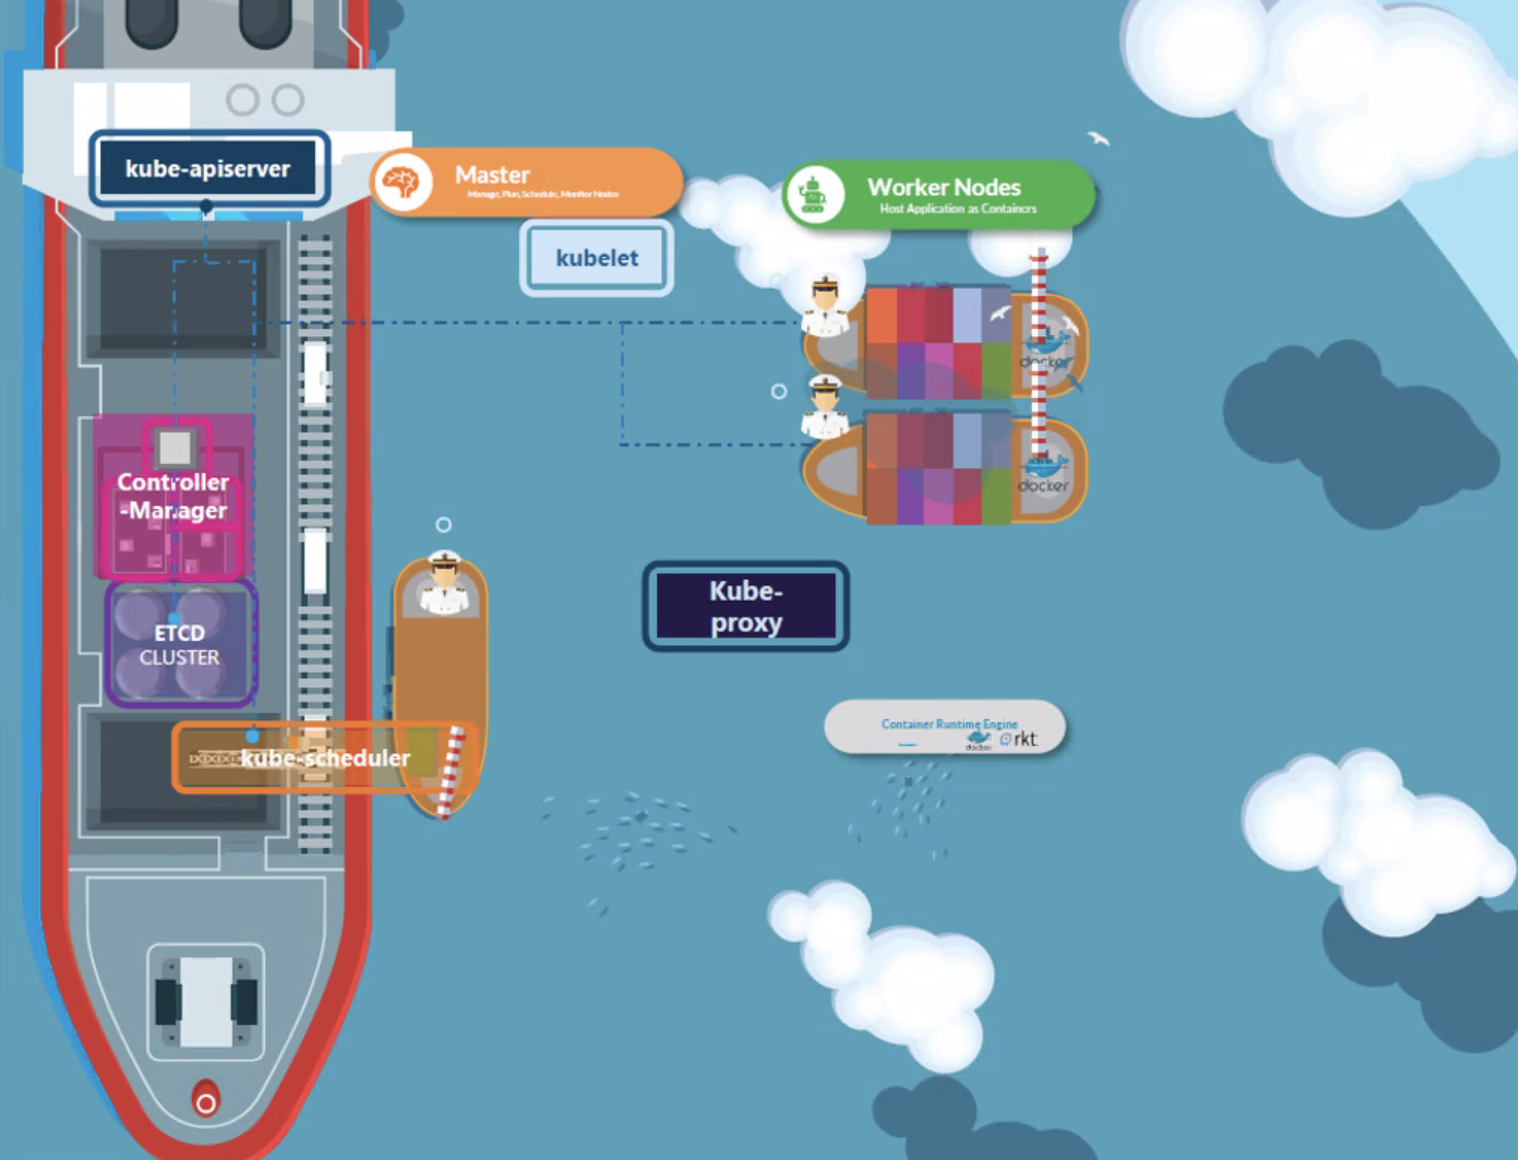 kube-apiserver
Master
Manage, Plan, Schedule, Monitor Nodes
Worker Nodes
Host Application as Containers
kubelet
docker
docker
Controller
-Manager
Kube-
proxy
ETCD
CLUSTER
kube-scheduler
Container Runtime Engine
docker
rkt